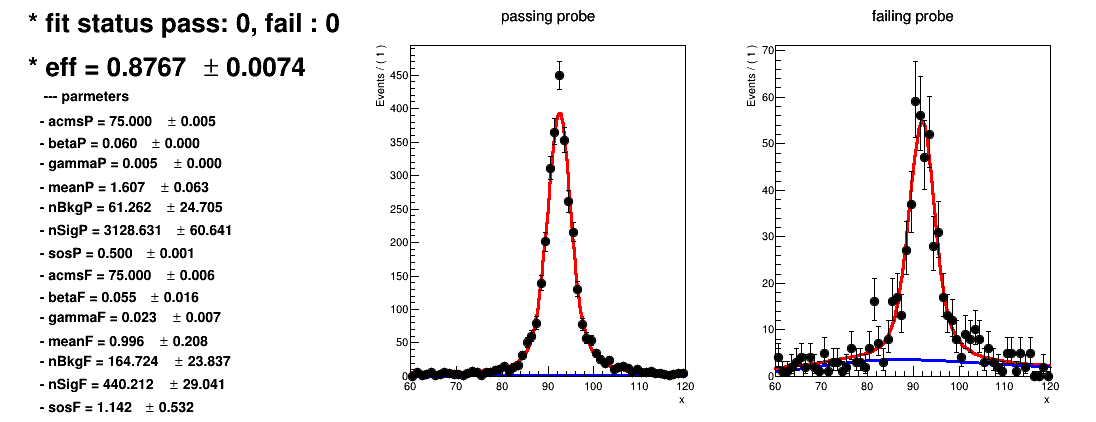 * fit status pass: 0, fail : 0
* eff = 0.8767 ± 0.0074
--- parmeters
- acmsP = 75.000 ± 0.005
- betaP = 0.060 ± 0.000
- gammaP = 0.005 ± 0.000
- meanP = 1.607 ± 0.063
- nBkgP = 61.262 ± 24.705
- nSigP = 3128.631 ± 60.641
- sosP = 0.500 ± 0.001
- acmsF = 75.000 ± 0.006
- betaF = 0.055 ± 0.016
- gammaF = 0.023 ± 0.007
- meanF = 0.996 ± 0.208
- nBkgF = 164.724 ± 23.837
- nSigF = 440.212 ± 29.041
- sosF = 1.142 ± 0.532
passing probe
Events / ( 1 )
450
400
350
300
250
200
150
100
50
0
60 70 80 90 100 110 120
x
failing probe
Events / ( 1 )
70
60
50
40
30
20
10
0
60 70 80 90 100 110 120
x